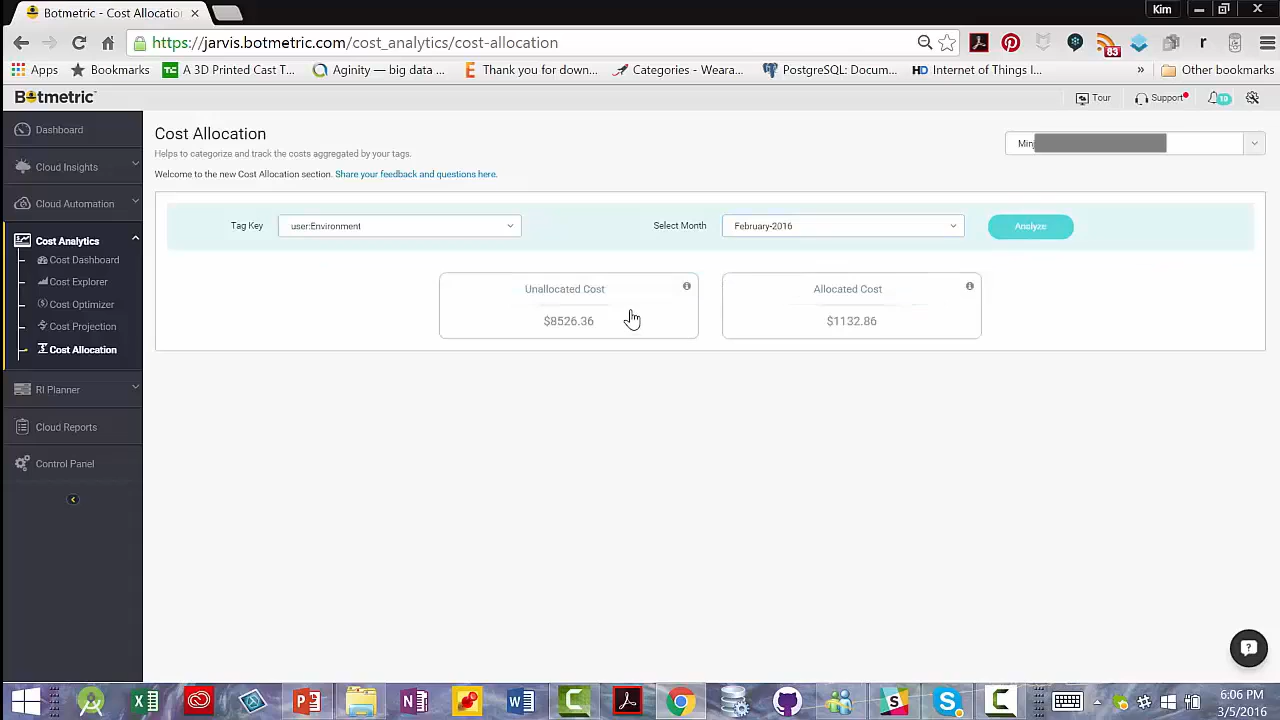 Botmetric - Cost Allocatio
Kim
https://jarvis.botmetric.com/cost_analytics/cost-allocation
83
Apps
Bookmarks
A 3D Printed Cast T...
Aginity — big data ...
Thank you for down...
Categories - Avara...
PostgreSQL: Docum...
Internet of Things I...
»
Other bookmarks
Botmetric
Tour
Support
10
Dashboard
Cloud Insights
Cloud Automation
Cost Analytics
Cost Dashboard
Cost Explorer
Cost Optimizer
Cost Projection
Cost Allocation
RI Planner
Cloud Reports
Control Panel
Cost Allocation
Helps to categorize and track the costs aggregated by your tags.
Welcome to the new Cost Allocation section. Share your feedback and questions here.
Min
Tag Key
user:Environment
Select Month
February-2016
Analyze
Unallocated Cost
$8526.36
Allocated Cost
$1132.86
6:06 PM
3/5/2016